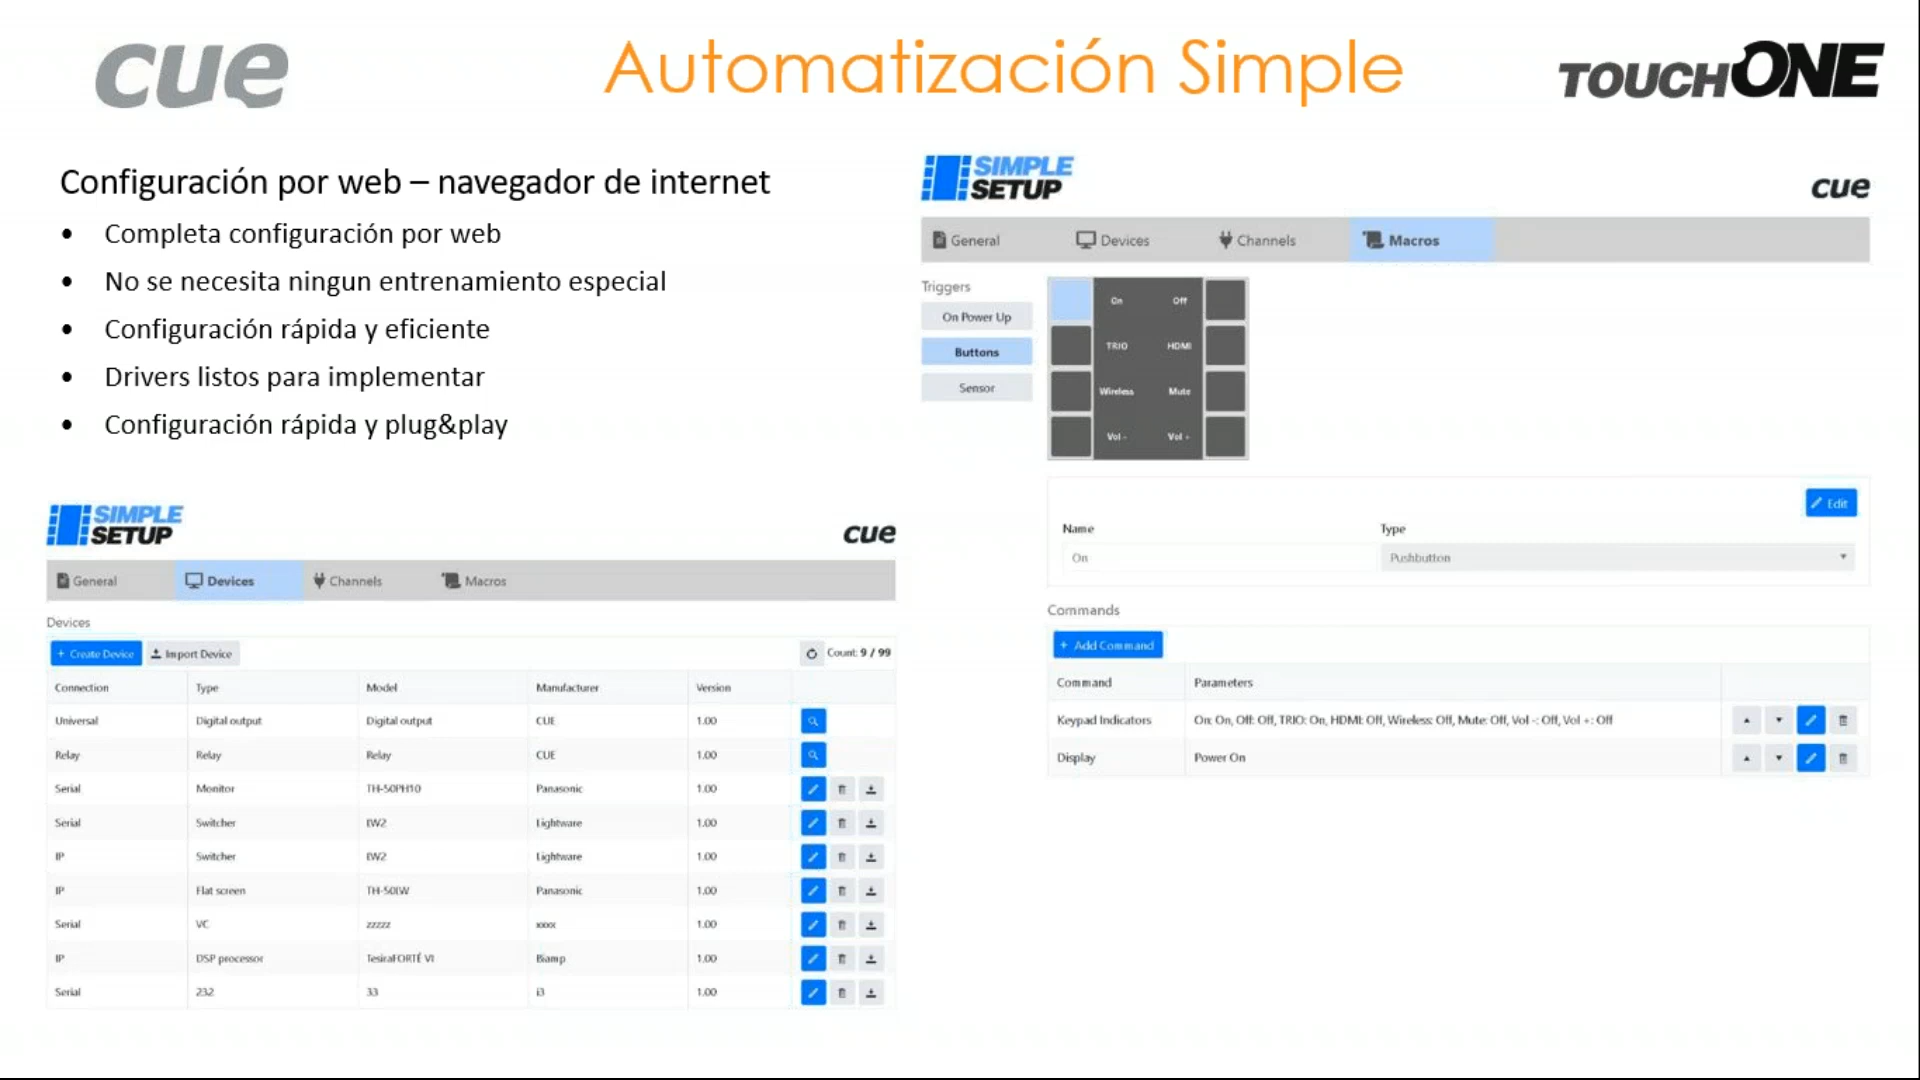 cue
Automatización Simple
TOUCHONE
Configuración por web – navegador de internet
• Completa configuración por web
• No se necesita ningun entrenamiento especial
• Configuración rápida y eficiente
• Drivers listos para implementar
• Configuración rápida y plug&play
SIMPLE
SETUP
cue
General Devices Channels Macros
Devices
+ Create Device Import Device Count: 9 / 99
Connection Type Model Manufacturer Version
Universal Digital output Digital output CUE 1.00
Relay Relay Relay CUE 1.00
Serial Monitor TH-50PH10 Panasonic 1.00
Serial Switcher LW2 Lightware 1.00
IP Switcher LW2 Lightware 1.00
IP Flat screen TH-50LW Panasonic 1.00
Serial VC zzzzz xxxx 1.00
IP DSP processor TesiraFORTÉ VI Biamp 1.00
Serial 232 33 i3 1.00
SIMPLE
SETUP
cue
General Devices Channels Macros
Triggers
On Power Up
Buttons
Sensor
On Off
TRIO HDMI
Wireless Mute
Vol - Vol +
Edit
Name Type
On Pushbutton
Commands
+ Add Command
Command Parameters
Keypad Indicators On: On, Off: Off, TRIO: On, HDMI: Off, Wireless: Off, Mute: Off, Vol -: Off, Vol +: Off
Display Power On